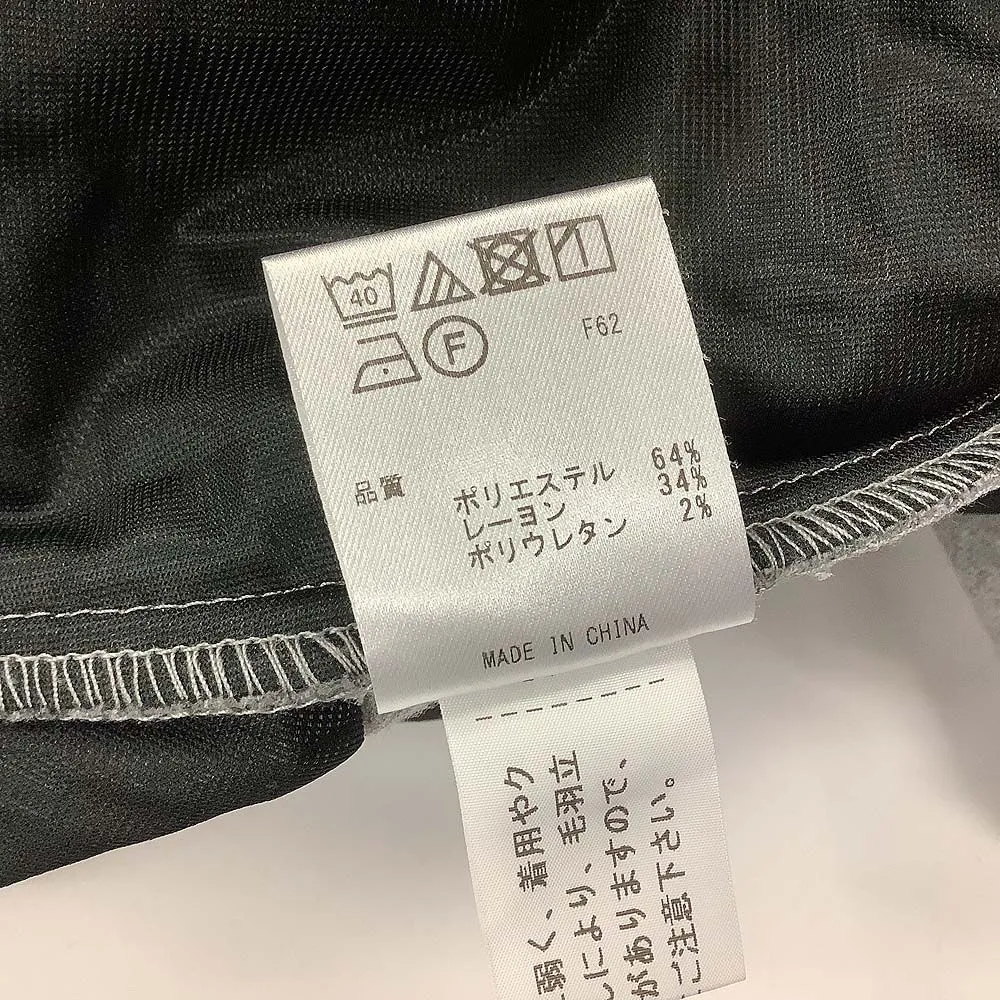 40
F
F62
品質
ポリエステル 64%
レーヨン 34%
ポリウレタン 2%
MADE IN CHINA
弱く、着用やク
により、毛羽立
がありますので、
ご注意下さい。